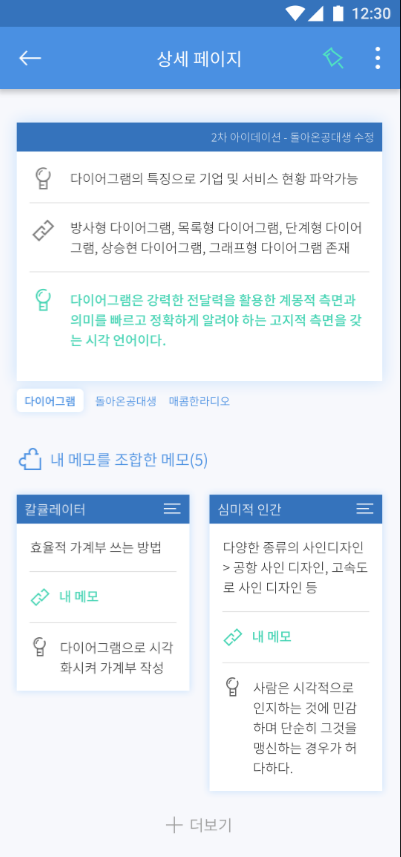 12:30
상세 페이지
2차 아이데이션 - 돌아온공대생 수정
다이어그램의 특징으로 기업 및 서비스 현황 파악가능
방사형 다이어그램, 목록형 다이어그램, 단계형 다이어
그램, 상승현 다이어그램, 그래프형 다이어그램 존재
다이어그램은 강력한 전달력을 활용한 계몽적 측면과
의미를 빠르고 정확하게 알려야 하는 고지적 측면을 갖
는 시각 언어이다.
다이어그램 돌아온공대생 매콤한라디오
내 메모를 조합한 메모(5)
칼큘레이터
효율적 가계부 쓰는 방법
내 메모
다이어그램으로 시각
화시켜 가계부 작성
심미적 인간
다양한 종류의 사인디자인
> 공항 사인 디자인, 고속도
로 사인 디자인 등
내 메모
사람은 시각적으로
인지하는 것에 민감
하며 단순히 그것을
맹신하는 경우가 허
다하다.
더보기